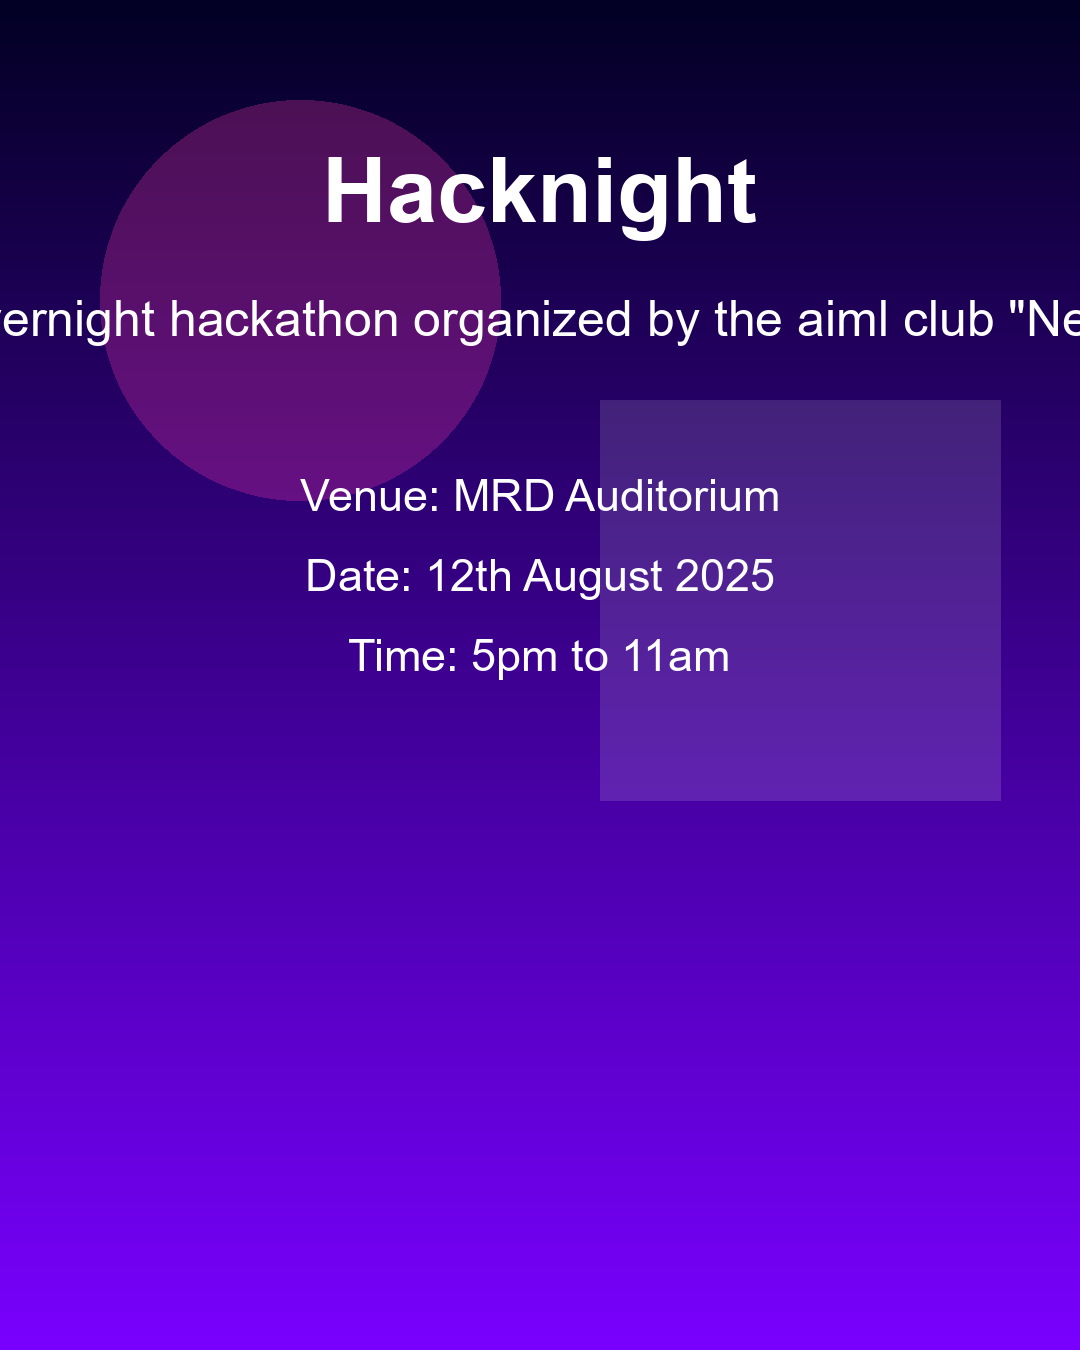 Hacknight
vernight hackathon organized by the aiml club "Ne
Venue: MRD Auditorium
Date: 12th August 2025
Time: 5pm to 11am